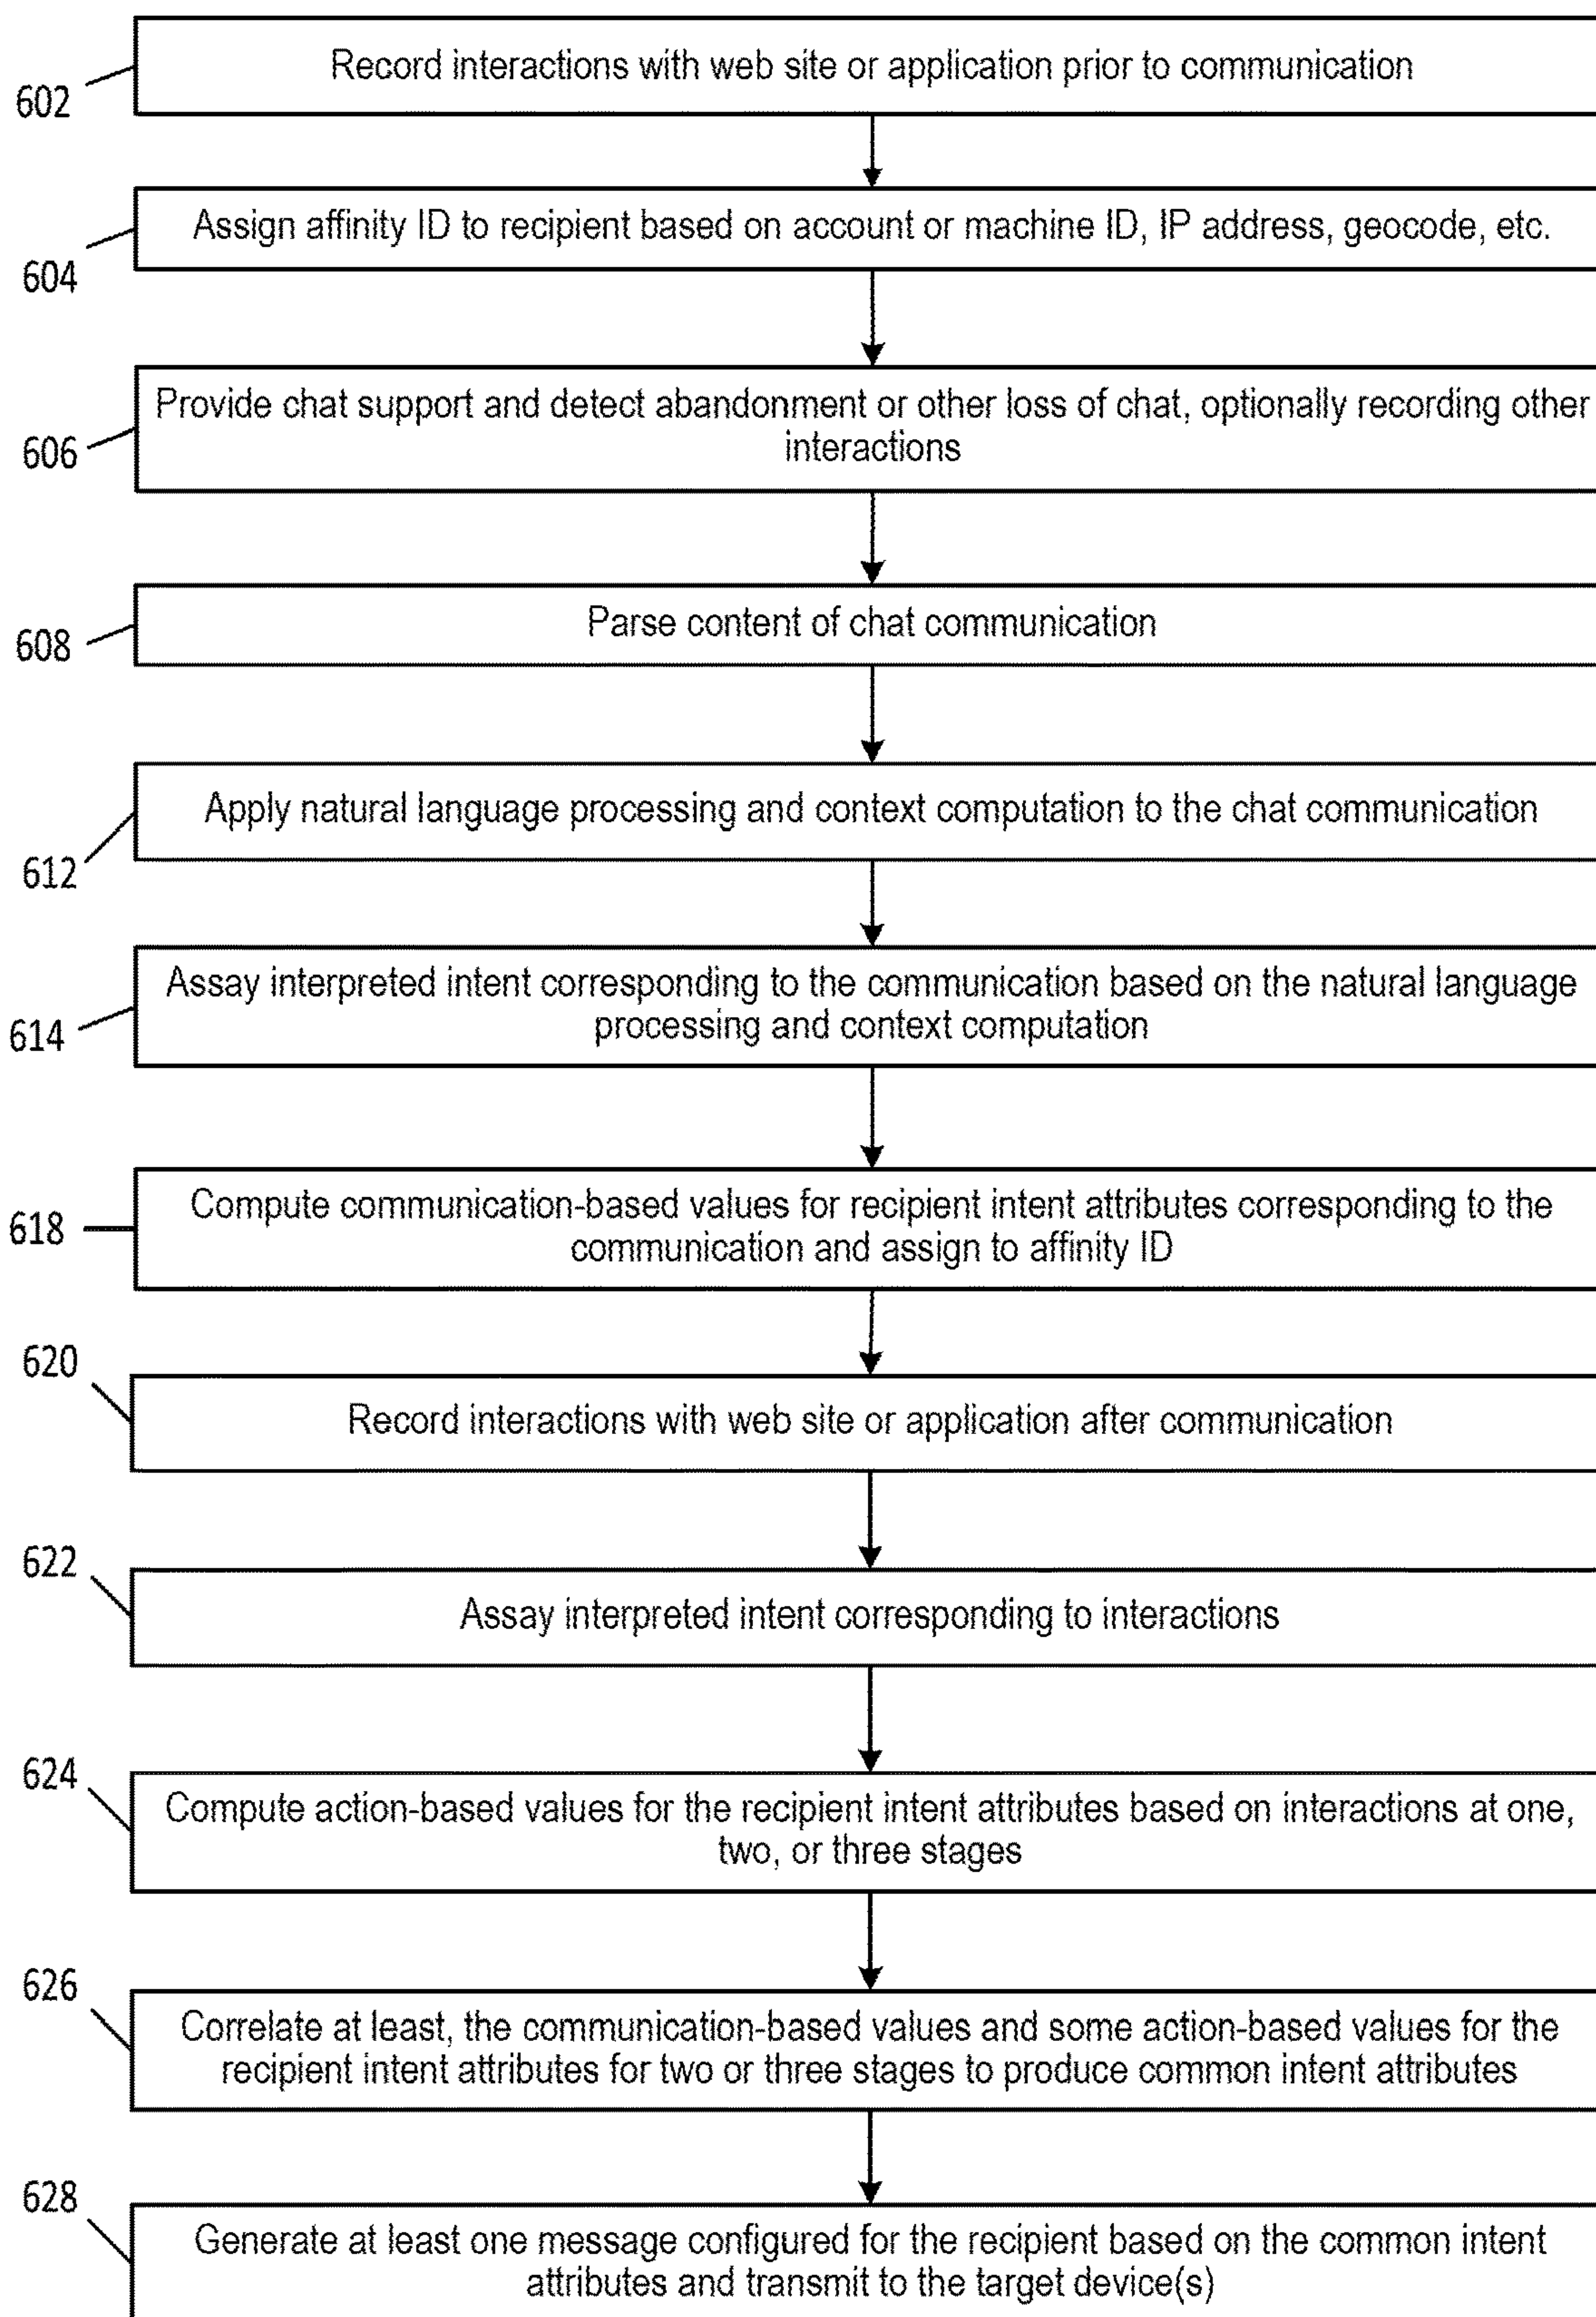 Record interactions with web site or application prior to communication
602
Assign affinity ID to recipient based on account or machine ID, IP address, geocode, etc.
604
Provide chat support and detect abandonment or other loss of chat, optionally recording other
interactions
606
Parse content of chat communication
608
Apply natural language processing and context computation to the chat communication
612
Assay interpreted intent corresponding to the communication based on the natural language
processing and context computation
614
Compute communication-based values for recipient intent attributes corresponding to the
communication and assign to affinity ID
618
620
Record interactions with web site or application after communication
622
Assay interpreted intent corresponding to interactions
624
Compute action-based values for the recipient intent attributes based on interactions at one,
two, or three stages
626
Correlate at least, the communication-based values and some action-based values for the
recipient intent attributes for two or three stages to produce common intent attributes
628
Generate at least one message configured for the recipient based on the common intent
attributes and transmit to the target device(s)